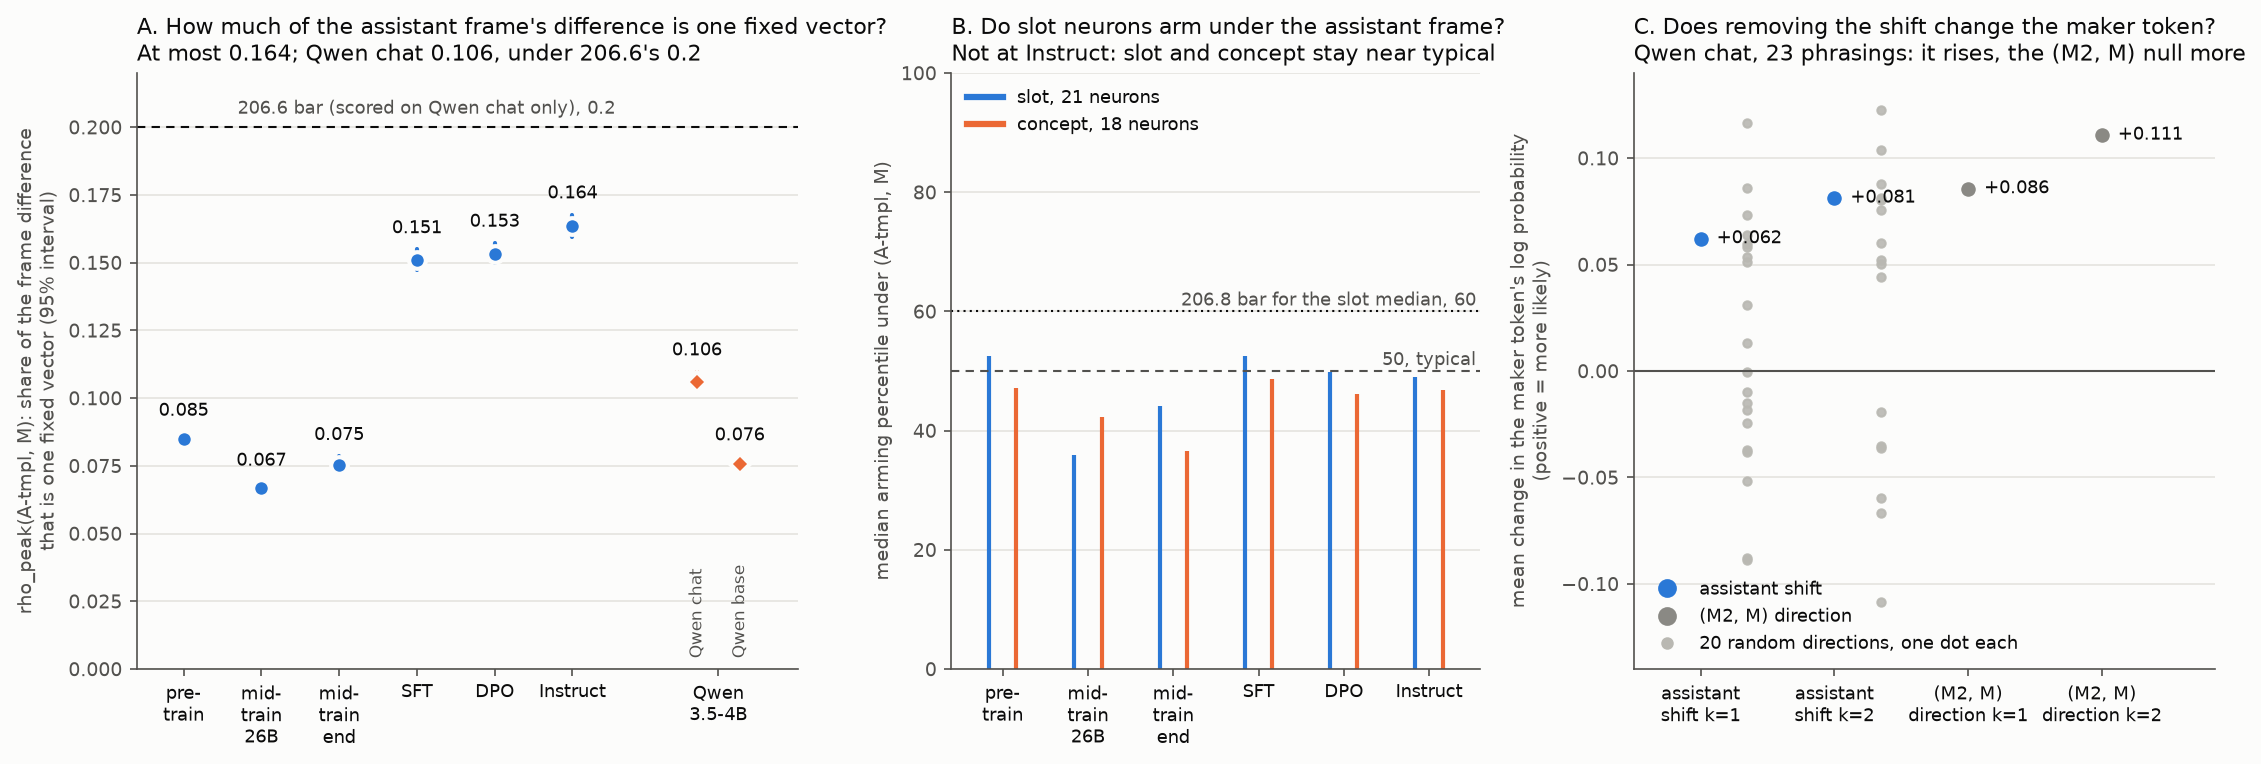 A. How much of the assistant frame's difference is one fixed vector?
At most 0.164; Qwen chat 0.106, under 206.6's 0.2
rho_peak(A-tmpl, M): share of the frame difference
that is one fixed vector (95% interval)
0.200
0.175
0.150
0.125
0.100
0.075
0.050
0.025
0.000
206.6 bar (scored on Qwen chat only), 0.2
0.085
0.067
0.075
0.151
0.153
0.164
0.106
0.076
Qwen chat
Qwen base
pre-
train
mid-
train
26B
mid-
train
end
SFT
DPO
Instruct
Qwen
3.5-4B
B. Do slot neurons arm under the assistant frame?
Not at Instruct: slot and concept stay near typical
median arming percentile under (A-tmpl, M)
100
80
60
40
20
0
slot, 21 neurons
concept, 18 neurons
206.8 bar for the slot median, 60
50, typical
pre-
train
mid-
train
26B
mid-
train
end
SFT
DPO
Instruct
C. Does removing the shift change the maker token?
Qwen chat, 23 phrasings: it rises, the (M2, M) null more
mean change in the maker token's log probability
(positive = more likely)
0.10
0.05
0.00
−0.05
−0.10
+0.062
+0.081
+0.086
+0.111
assistant shift
(M2, M) direction
20 random directions, one dot each
assistant
shift k=1
assistant
shift k=2
(M2, M)
direction k=1
(M2, M)
direction k=2